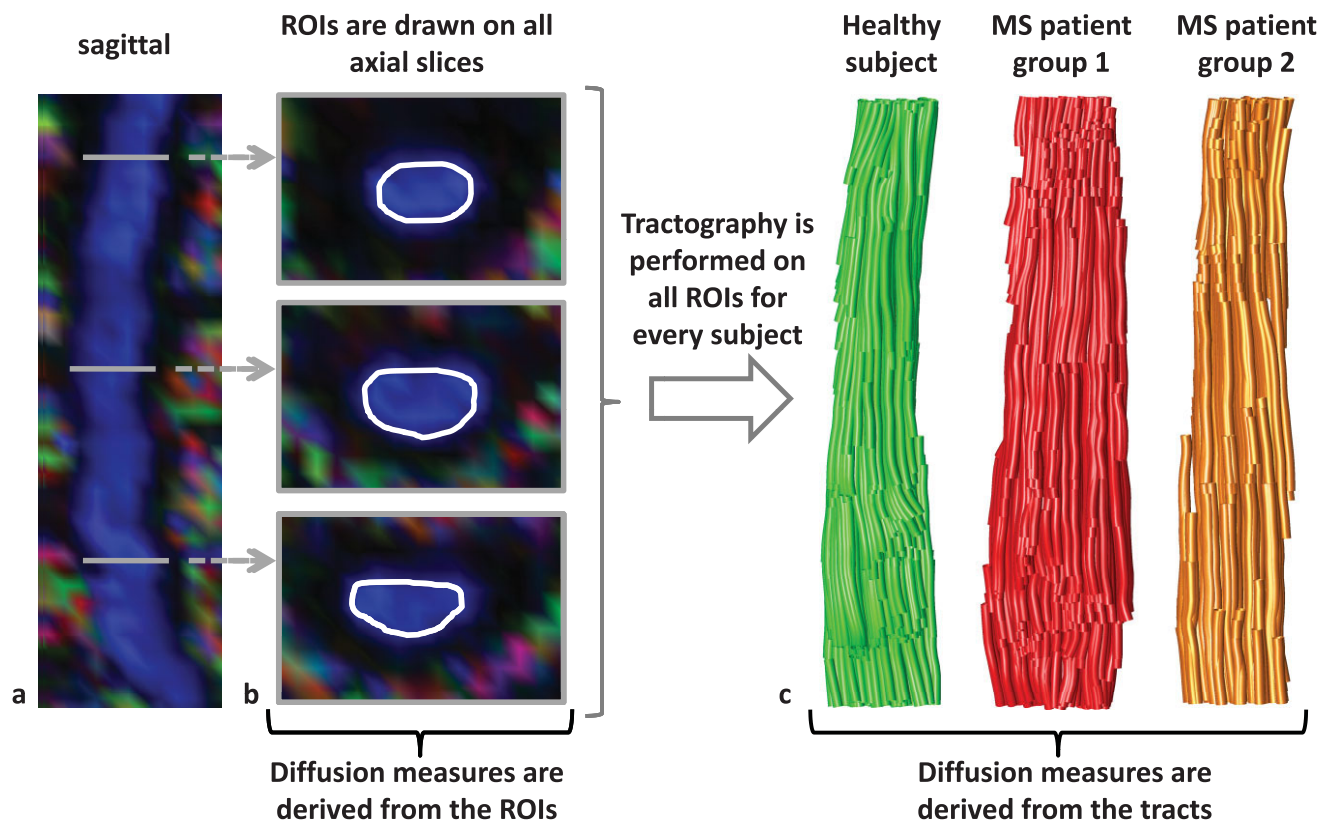 sagittal
ROIs are drawn on all
axial slices
Tractography is
performed on
all ROIs for
every subject
Healthy
subject
MS patient
group 1
MS patient
group 2
a
b
c
Diffusion measures are
derived from the ROIs
Diffusion measures are
derived from the tracts